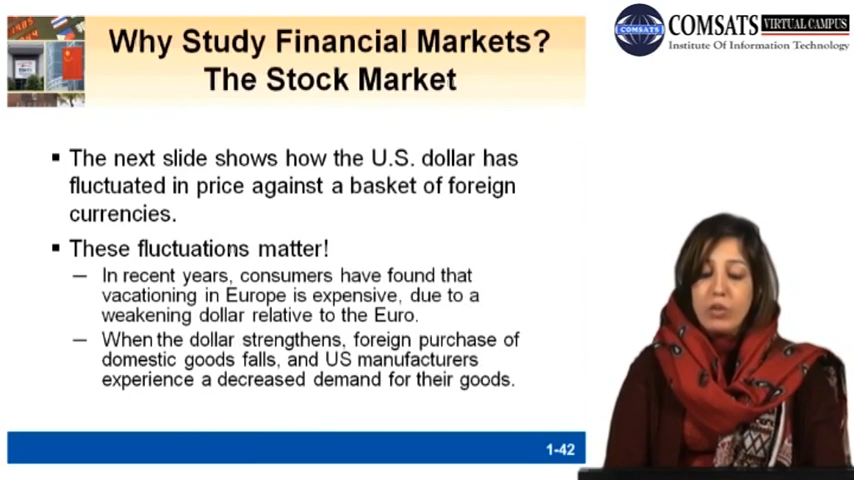 Why Study Financial Markets?
The Stock Market
COMSATS VIRTUAL CAMPUS
COMSATS
Institute Of Information Technology
▪ The next slide shows how the U.S. dollar has
fluctuated in price against a basket of foreign
currencies.
▪ These fluctuations matter!
– In recent years, consumers have found that
vacationing in Europe is expensive, due to a
weakening dollar relative to the Euro.
– When the dollar strengthens, foreign purchase of
domestic goods falls, and US manufacturers
experience a decreased demand for their goods.
1-42